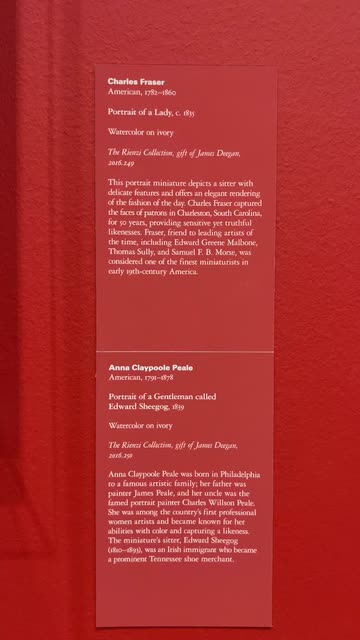 Charles Fraser
American, 1782–1860
Portrait of a Lady, c. 1835
Watercolor on ivory
The Rienzi Collection, gift of James Deegan,
2016.249
This portrait miniature depicts a sitter with
delicate features and offers an elegant rendering
of the fashion of the day. Charles Fraser captured
the faces of patrons in Charleston, South Carolina,
for 50 years, providing sensitive yet truthful
likenesses. Fraser, friend to leading artists of
the time, including Edward Greene Malbone,
Thomas Sully, and Samuel F. B. Morse, was
considered one of the finest miniaturists in
early 19th-century America.
Anna Claypoole Peale
American, 1791–1878
Portrait of a Gentleman called
Edward Sheegog, 1839
Watercolor on ivory
The Rienzi Collection, gift of James Deegan,
2016.250
Anna Claypoole Peale was born in Philadelphia
to a famous artistic family; her father was
painter James Peale, and her uncle was the
famed portrait painter Charles Willson Peale.
She was among the country's first professional
women artists and became known for her
abilities with color and capturing a likeness.
The miniature's sitter, Edward Sheegog
(1810–1893), was an Irish immigrant who became
a prominent Tennessee shoe merchant.